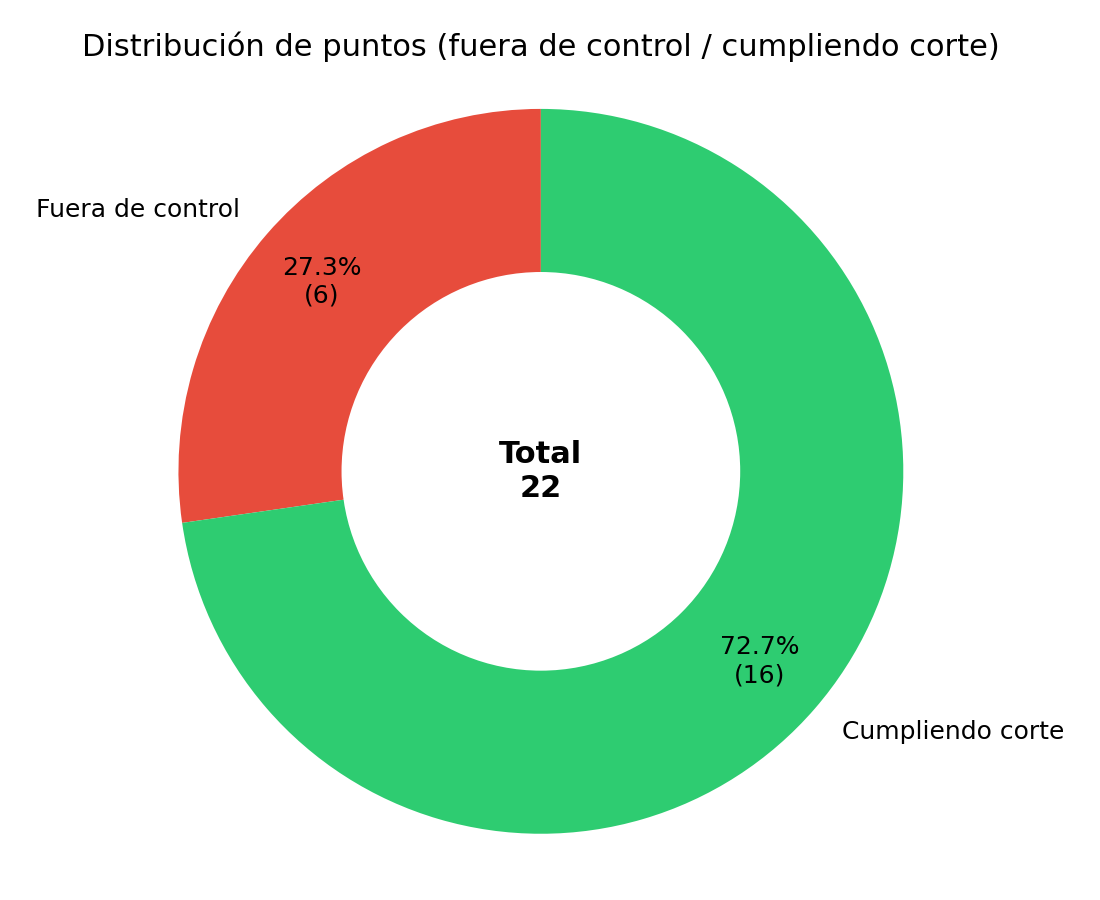 Distribución de puntos (fuera de control / cumpliendo corte)
Fuera de control
27.3%
(6)
Total
22
72.7%
(16)
Cumpliendo corte